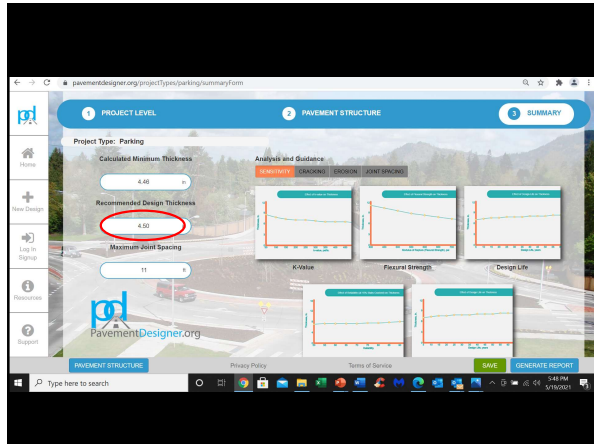 pavementdesigner.org/projectTypes/parking/summaryForm
pd
1 PROJECT LEVEL
2 PAVEMENT STRUCTURE
3 SUMMARY
Project Type: Parking
Home
New Design
Log In
Signup
Resources
Support
Calculated Minimum Thickness
4.46 in
Recommended Design Thickness
4.50
Maximum Joint Spacing
11 ft
Analysis and Guidance
SENSITIVITY CRACKING EROSION JOINT SPACING
K-Value
Flexural Strength
Design Life
pd
PavementDesigner.org
PAVEMENT STRUCTURE
Privacy Policy
Terms of Service
SAVE
GENERATE REPORT
Type here to search
5:48 PM
5/19/2021